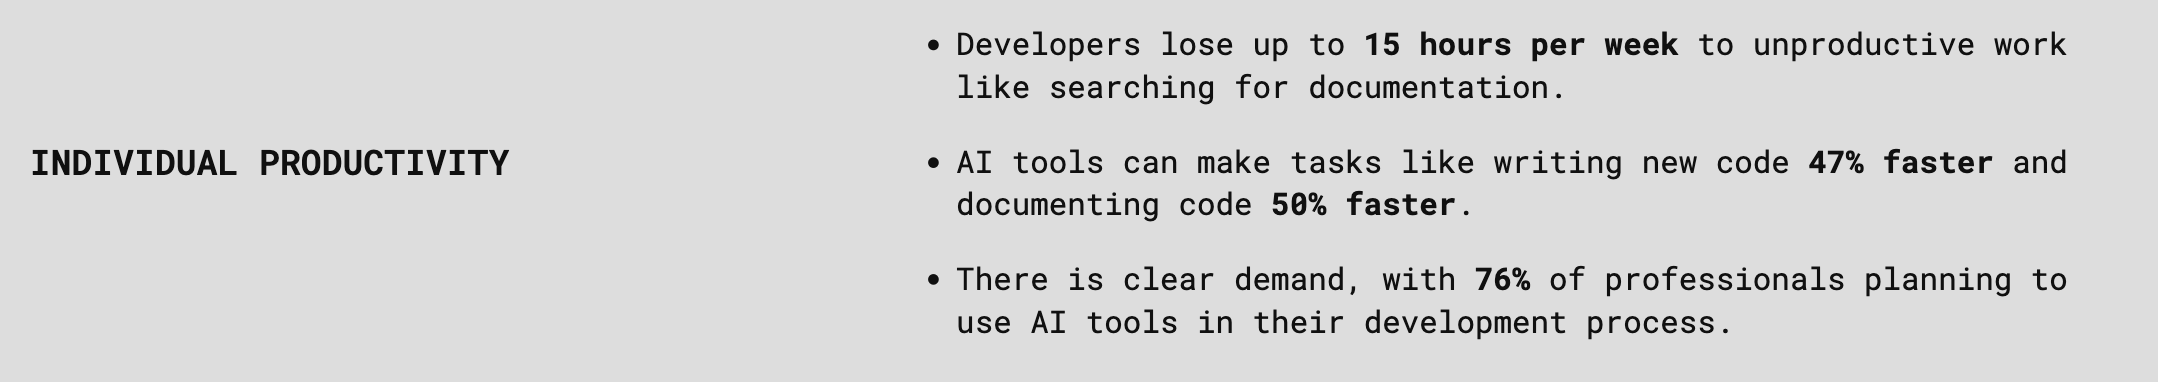 • Developers lose up to 15 hours per week to unproductive work
like searching for documentation.
INDIVIDUAL PRODUCTIVITY
• AI tools can make tasks like writing new code 47% faster and
documenting code 50% faster.
• There is clear demand, with 76% of professionals planning to
use AI tools in their development process.